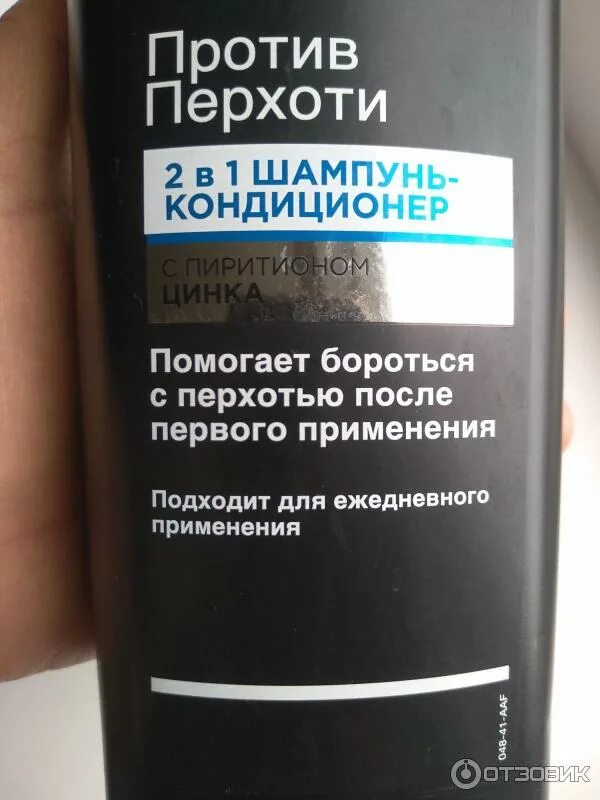 Против
Перхоти
2 в 1 ШАМПУНЬ-
КОНДИЦИОНЕР
С ПИРИТИОНОМ
ЦИНКА
Помогает бороться
с перхотью после
первого применения
Подходит для ежедневного
применения
048-41-AAF
ОТЗОВИК